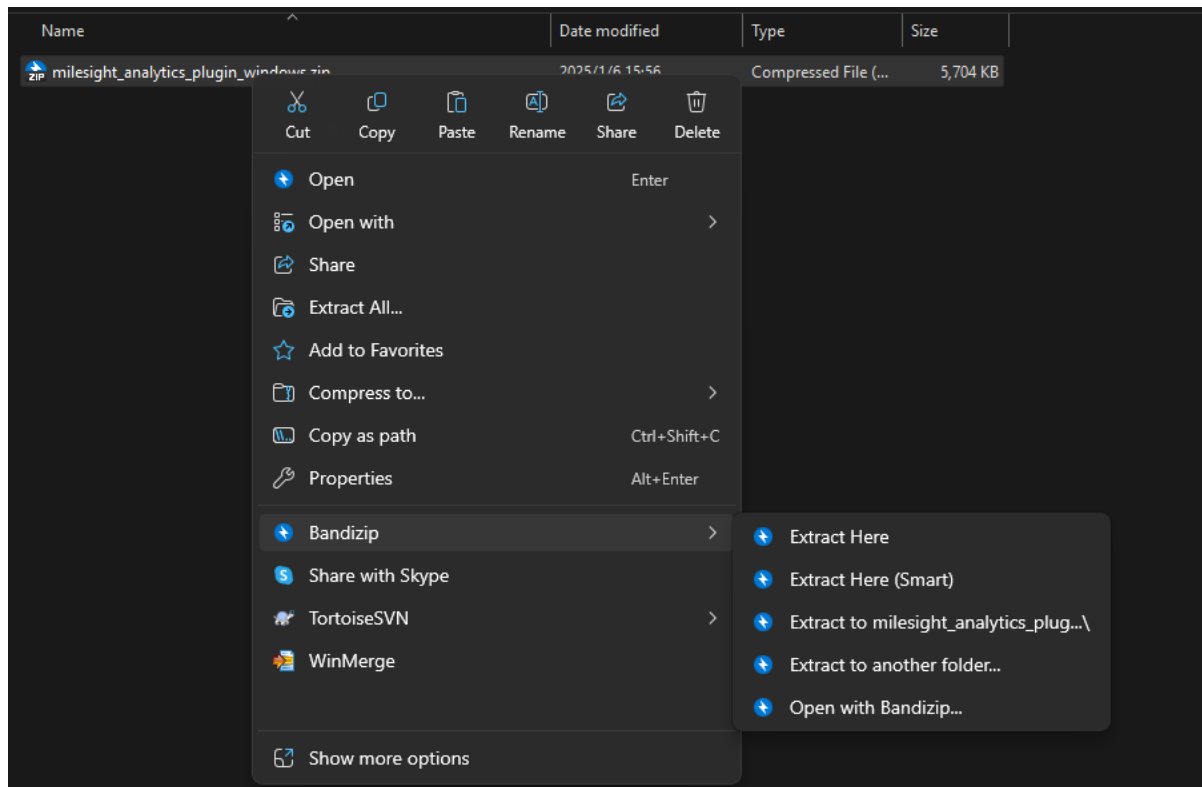 Name Date modified Type Size
ZIP milesight_analytics_plugin_windows.zip 2025/1/6 15:56 Compressed File (... 5,704 KB
Cut Copy Paste Rename Share Delete
Open Enter
Open with
Share
Extract All...
Add to Favorites
Compress to...
Copy as path Ctrl+Shift+C
Properties Alt+Enter
Bandizip
Share with Skype
TortoiseSVN
WinMerge
Show more options
Extract Here
Extract Here (Smart)
Extract to milesight_analytics_plug...\
Extract to another folder...
Open with Bandizip...